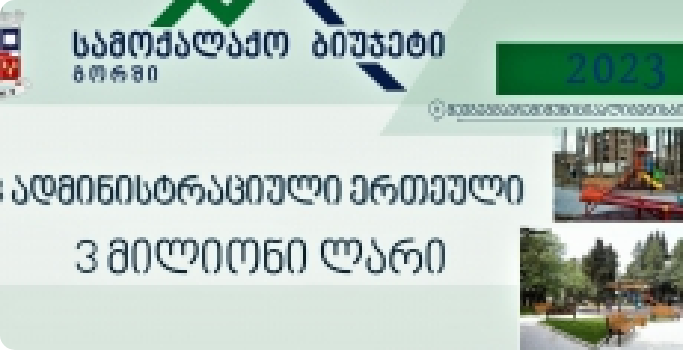 სამოქალაქო ბიუჯეტი
გორში
2023
ადმინისტრაციული ერთეული
3 მილიონი ლარი